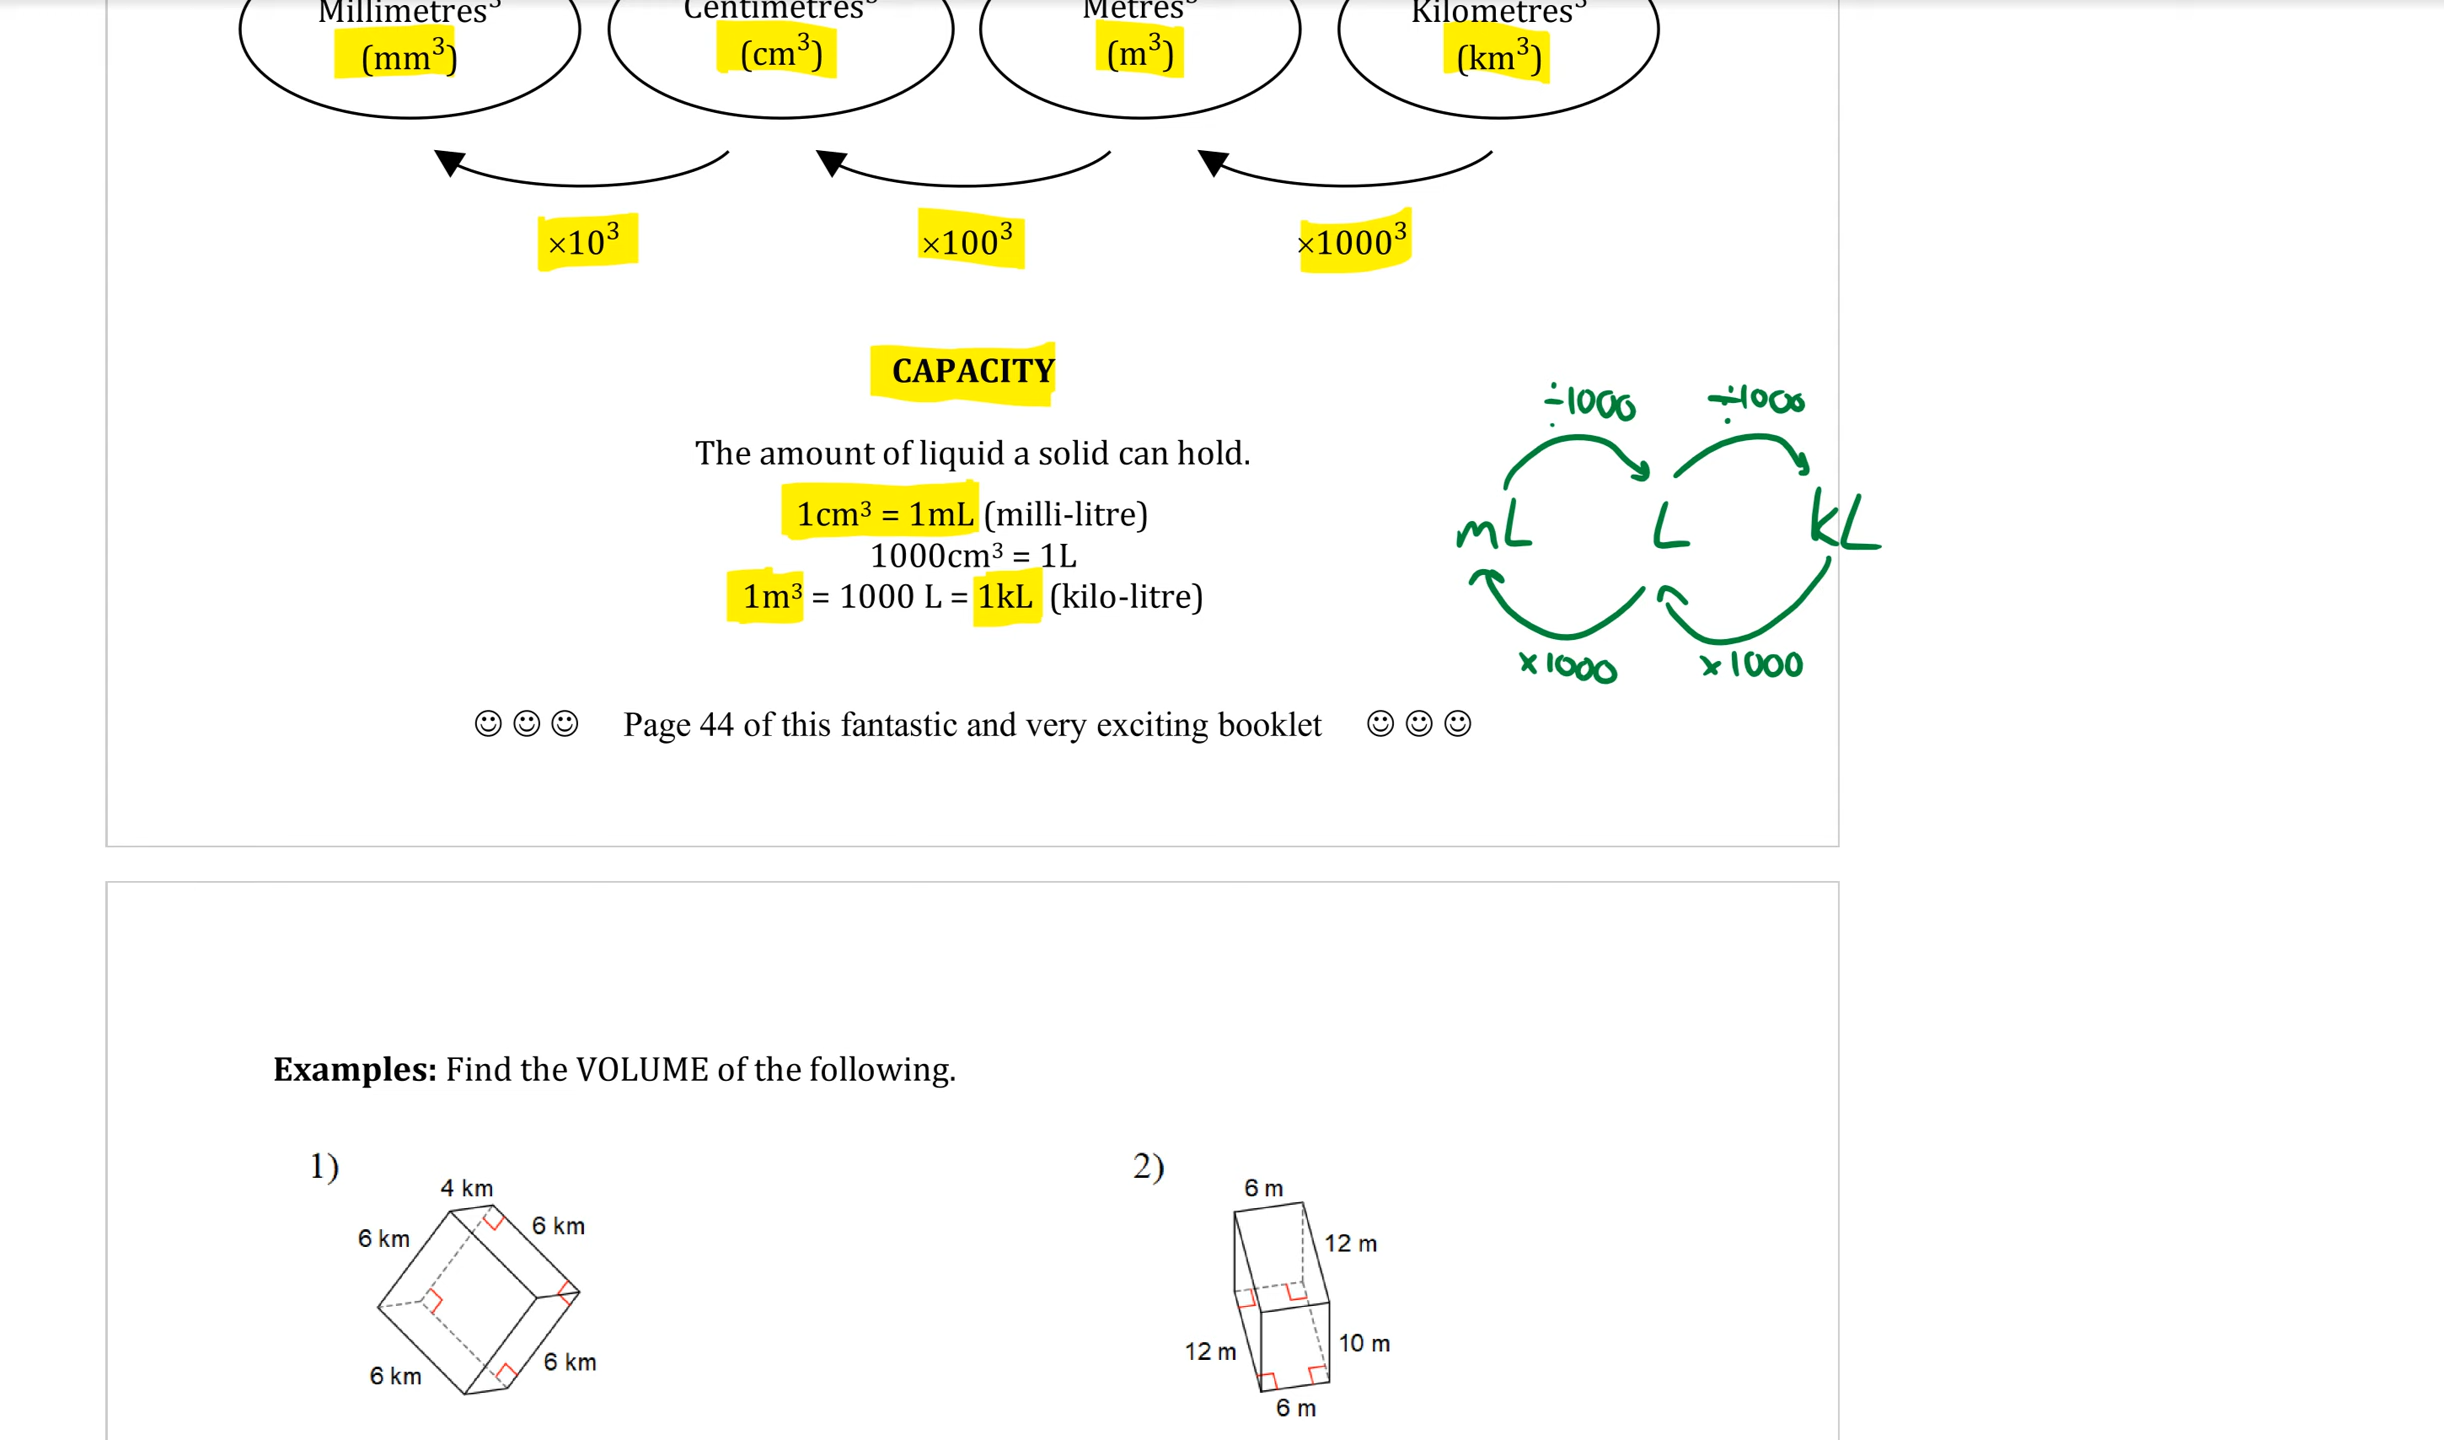 Millimetres³ Centimetres³ Metres³ Kilometres³
(mm³) (cm³) (m³) (km³)
×10³ ×100³ ×1000³
CAPACITY
÷1000 ÷1000
The amount of liquid a solid can hold.
1cm³ = 1mL (milli-litre)
mL L kL
1000cm³ = 1L
1m³ = 1000 L = 1kL (kilo-litre)
×1000 ×1000
☺ ☺ ☺ Page 44 of this fantastic and very exciting booklet ☺ ☺ ☺
Examples: Find the VOLUME of the following.
1)
4 km
6 km
6 km
6 km
6 km
2)
6 m
12 m
10 m
12 m
6 m